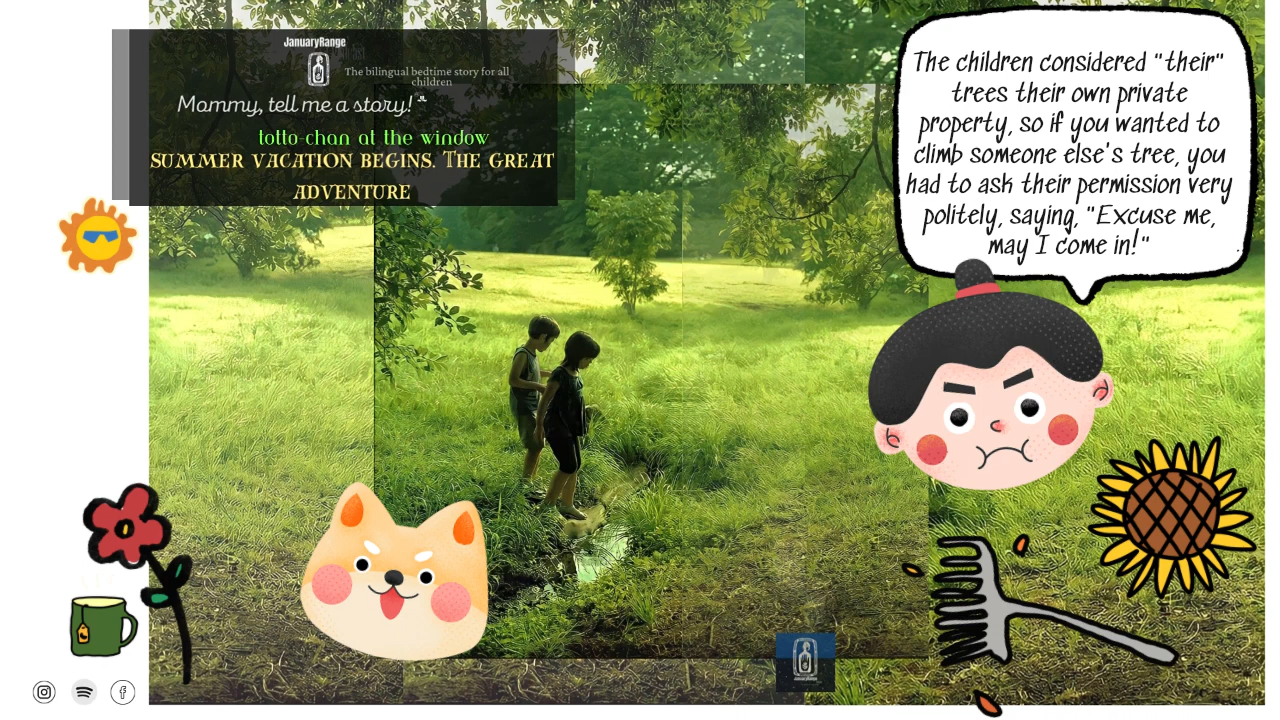 JanuaryRange
The bilingual bedtime story for all
children
Mommy, tell me a story!
totto-chan at the window
SUMMER VACATION BEGINS. THE GREAT
ADVENTURE
The children considered "their"
trees their own private
property, so if you wanted to
climb someone else's tree, you
had to ask their permission very
politely, saying, "Excuse me,
may I come in!"